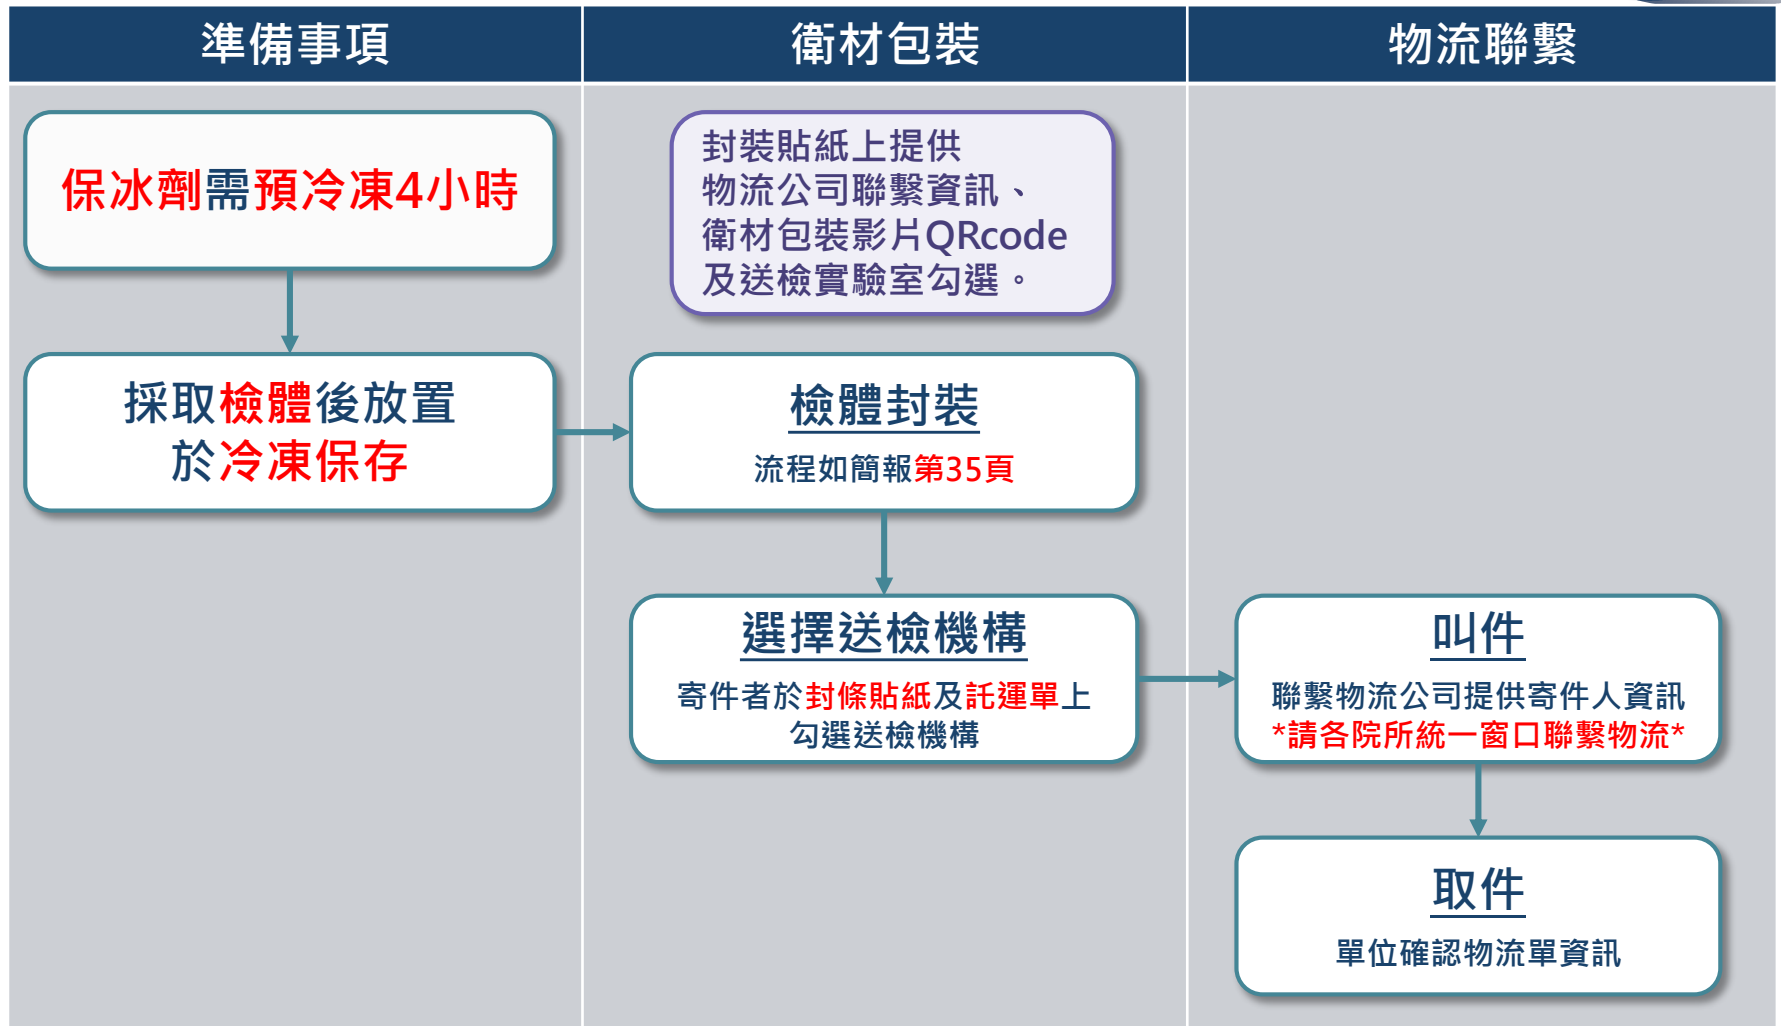 準備事項
衛材包裝
物流聯繫
保冰劑需預冷凍4小時
封裝貼紙上提供
物流公司聯繫資訊、
衛材包裝影片QRcode
及送檢實驗室勾選。
採取檢體後放置
於冷凍保存
檢體封裝
流程如簡報第35頁
選擇送檢機構
寄件者於封條貼紙及託運單上
勾選送檢機構
叫件
聯繫物流公司提供寄件人資訊
*請各院所統一窗口聯繫物流*
取件
單位確認物流單資訊